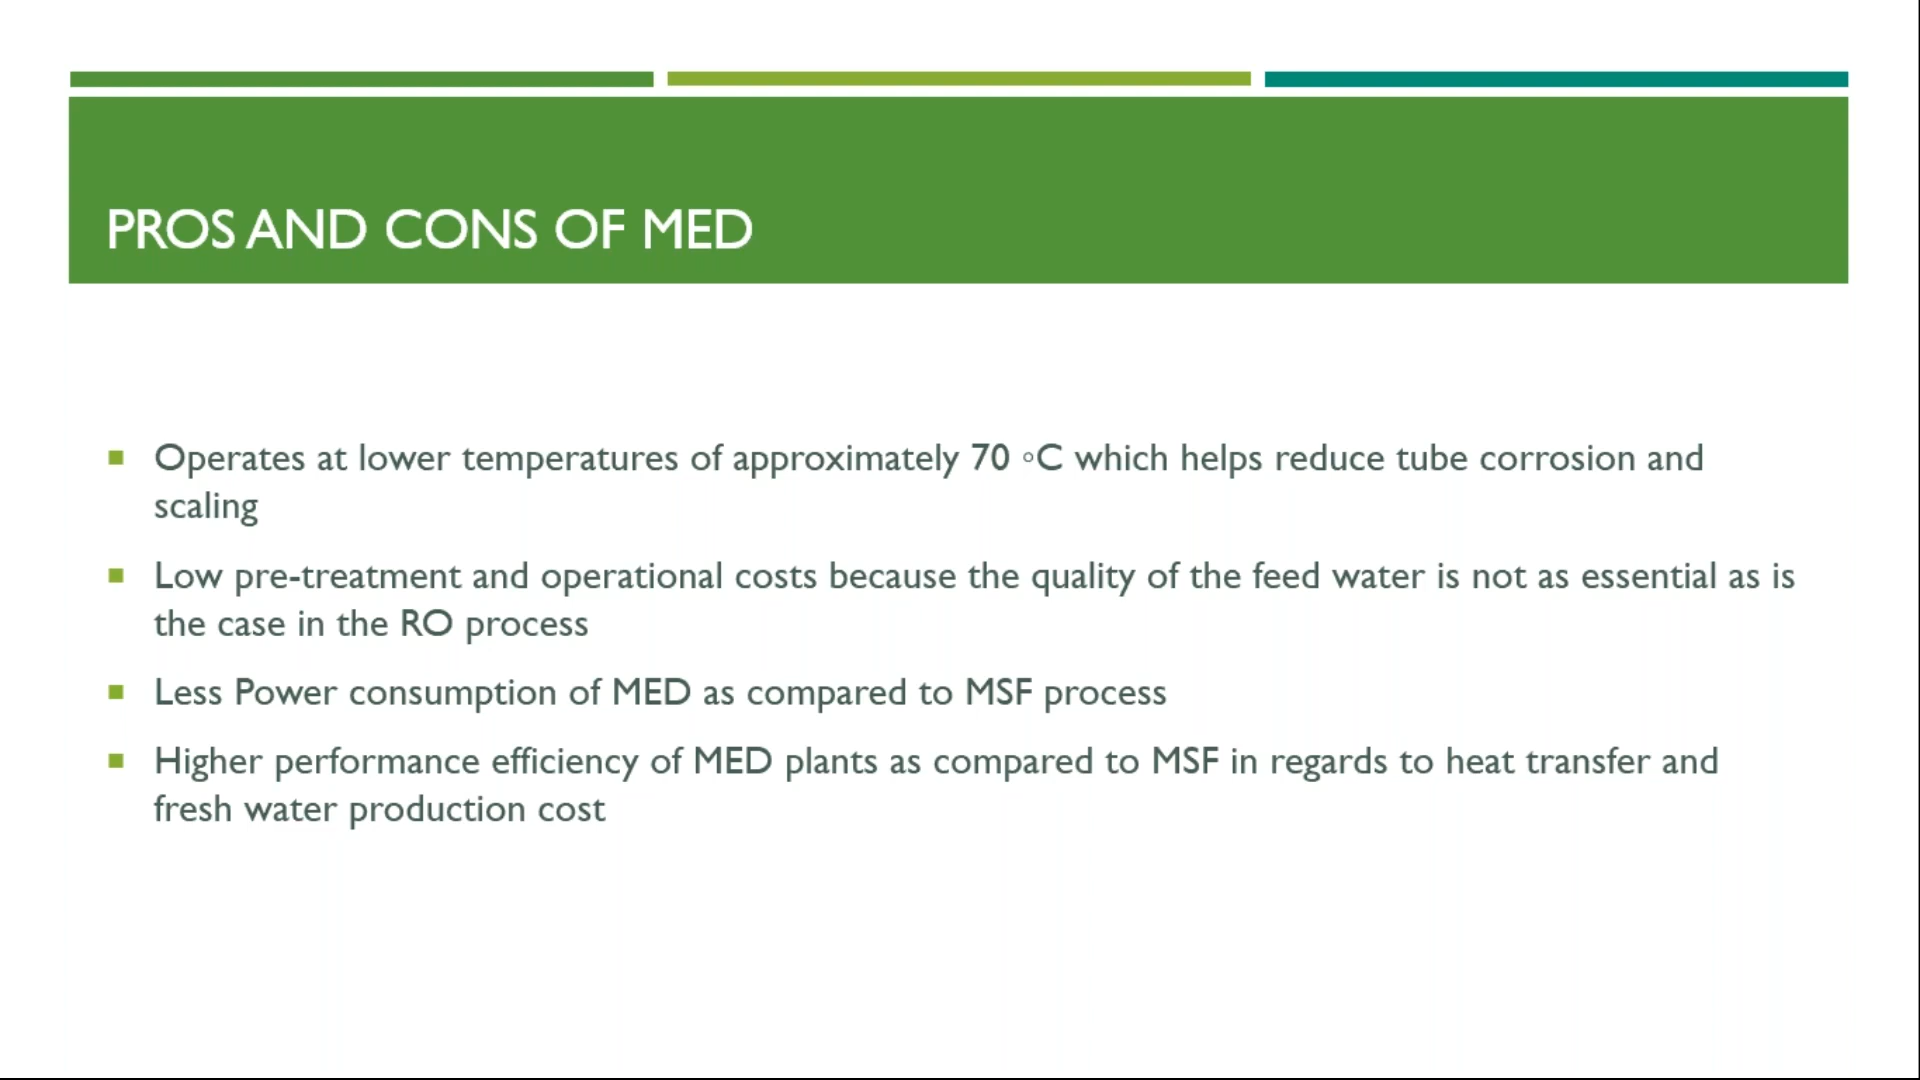 PROS AND CONS OF MED
Operates at lower temperatures of approximately 70 ◦C which helps reduce tube corrosion and
scaling
Low pre-treatment and operational costs because the quality of the feed water is not as essential as is
the case in the RO process
Less Power consumption of MED as compared to MSF process
Higher performance efficiency of MED plants as compared to MSF in regards to heat transfer and
fresh water production cost